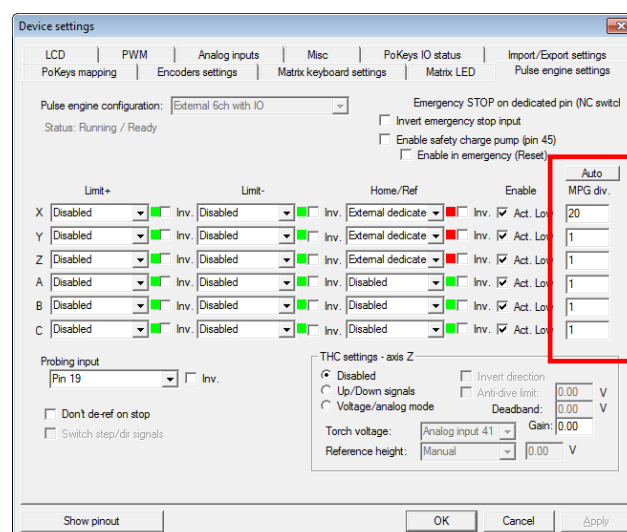 Device settings
LCD PWM Analog inputs Misc PoKeys IO status Import/Export settings
PoKeys mapping Encoders settings Matrix keyboard settings Matrix LED Pulse engine settings
Pulse engine configuration: External 6ch with IO Emergency STOP on dedicated pin (NC switcl
Status: Running / Ready Invert emergency stop input
Enable safety charge pump (pin 45)
Enable in emergency (Reset)
Auto
Limit+ Limit- Home/Ref Enable MPG div.
X Disabled Inv. Disabled Inv. External dedicate Inv. Act. Low 20
Y Disabled Inv. Disabled Inv. External dedicate Inv. Act. Low 1
Z Disabled Inv. Disabled Inv. External dedicate Inv. Act. Low 1
A Disabled Inv. Disabled Inv. Disabled Inv. Act. Low 1
B Disabled Inv. Disabled Inv. Disabled Inv. Act. Low 1
C Disabled Inv. Disabled Inv. Disabled Inv. Act. Low 1
Probing input THC settings - axis Z
Pin 19 Inv. Disabled Invert direction
Up/Down signals Anti-dive limit: 0.00 V
Don't de-ref on stop Voltage/analog mode Deadband: 0.00 V
Switch step/dir signals Torch voltage: Analog input 41 Gain: 0.00
Reference height: Manual 0.00 V
Show pinout OK Cancel Apply